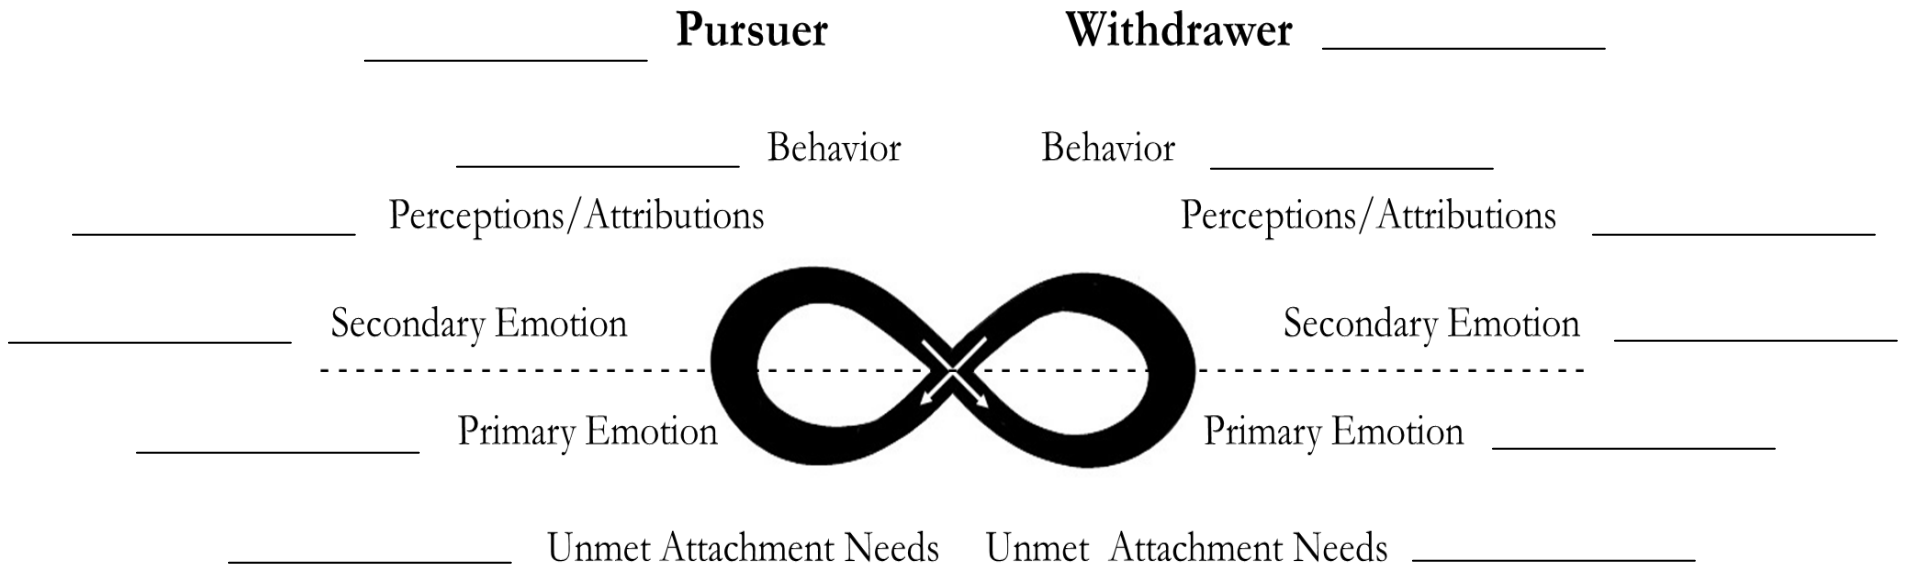 Pursuer Withdrawer
Behavior Behavior
Perceptions/Attributions Perceptions/Attributions
Secondary Emotion Secondary Emotion
Primary Emotion Primary Emotion
Unmet Attachment Needs Unmet Attachment Needs